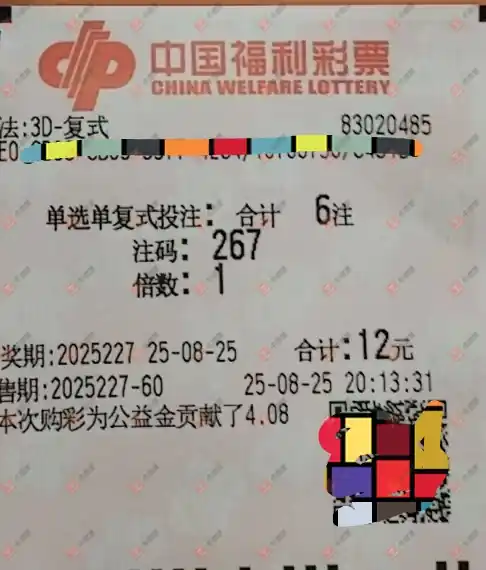 中国福利彩票
CHINA WELFARE LOTTERY
法:3D-复式 83020485
单选单复式投注: 合计 6注
注码: 267
倍数: 1
奖期:2025227 25-08-25 合计:12元
售期:2025227-60 25-08-25 20:13:31
本次购彩为公益金贡献了4.08